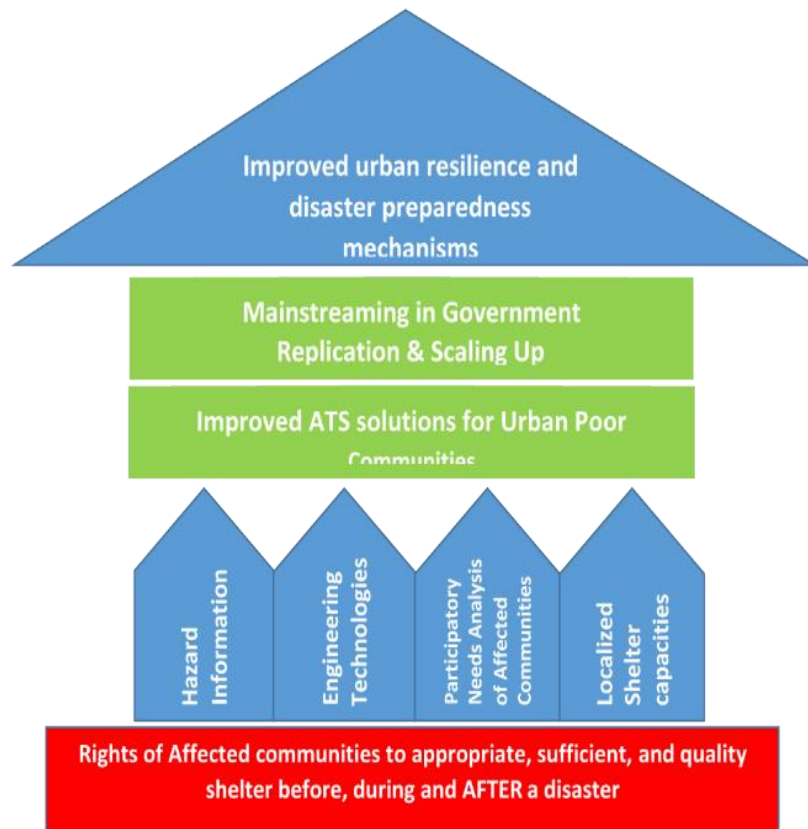 Improved urban resilience and
disaster preparedness
mechanisms
Mainstreaming in Government
Replication & Scaling Up
Improved ATS solutions for Urban Poor
Communities
Hazard
Information
Engineering
Technologies
Participatory
Needs Analysis
of Affected
Communities
Localized
Shelter
capacities
Rights of Affected communities to appropriate, sufficient, and quality
shelter before, during and AFTER a disaster